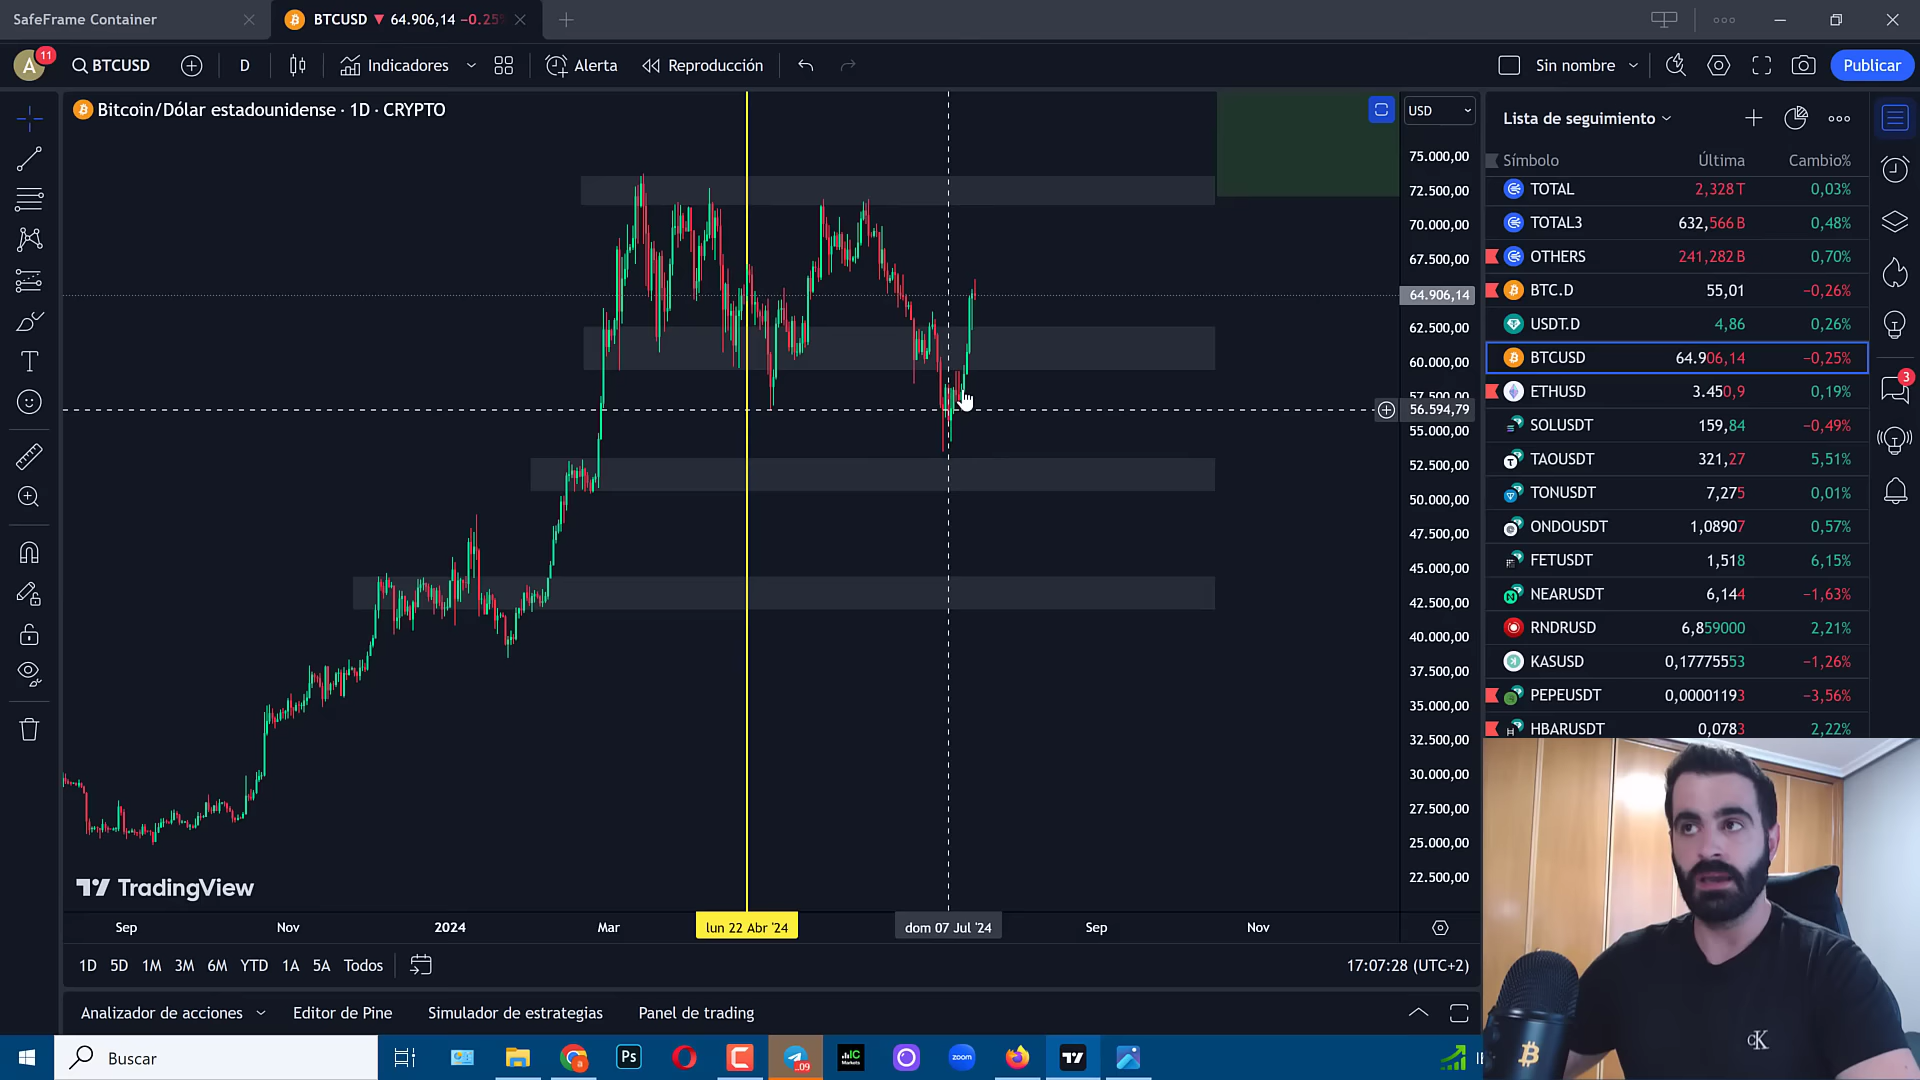 SafeFrame Container
BTCUSD ▼ 64.906,14 −0.25
A 11
BTCUSD
D
Indicadores
Alerta
Reproducción
Sin nombre
Publicar
Bitcoin/Dólar estadounidense · 1D · CRYPTO
USD
75.000,00
72.500,00
70.000,00
67.500,00
64.906,14
62.500,00
60.000,00
57.500,00
56.594,79
55.000,00
52.500,00
50.000,00
47.500,00
45.000,00
42.500,00
40.000,00
37.500,00
35.000,00
32.500,00
30.000,00
27.500,00
25.000,00
22.500,00
TradingView
Sep Nov 2024 Mar lun 22 Abr '24 dom 07 Jul '24 Sep Nov
1D 5D 1M 3M 6M YTD 1A 5A Todos
17:07:28 (UTC+2)
Analizador de acciones Editor de Pine Simulador de estrategias Panel de trading
Lista de seguimiento
Símbolo Última Cambio%
TOTAL 2,328 T 0,03%
TOTAL3 632,566 B 0,48%
OTHERS 241,282 B 0,70%
BTC.D 55,01 −0,26%
USDT.D 4,86 0,26%
BTCUSD 64.906,14 −0,25%
ETHUSD 3.450,9 0,19%
SOLUSDT 159,84 −0,49%
TAOUSDT 321,27 5,51%
TONUSDT 7,275 0,01%
ONDOUSDT 1,08907 0,57%
FETUSDT 1,518 6,15%
NEARUSDT 6,144 −1,63%
RNDRUSD 6,859000 2,21%
KASUSD 0,17775553 −1,26%
PEPEUSDT 0,00001193 −3,56%
HBARUSDT 0,0783 2,22%
3
cK
Buscar
Ps
.09
IC
Markets
zoom